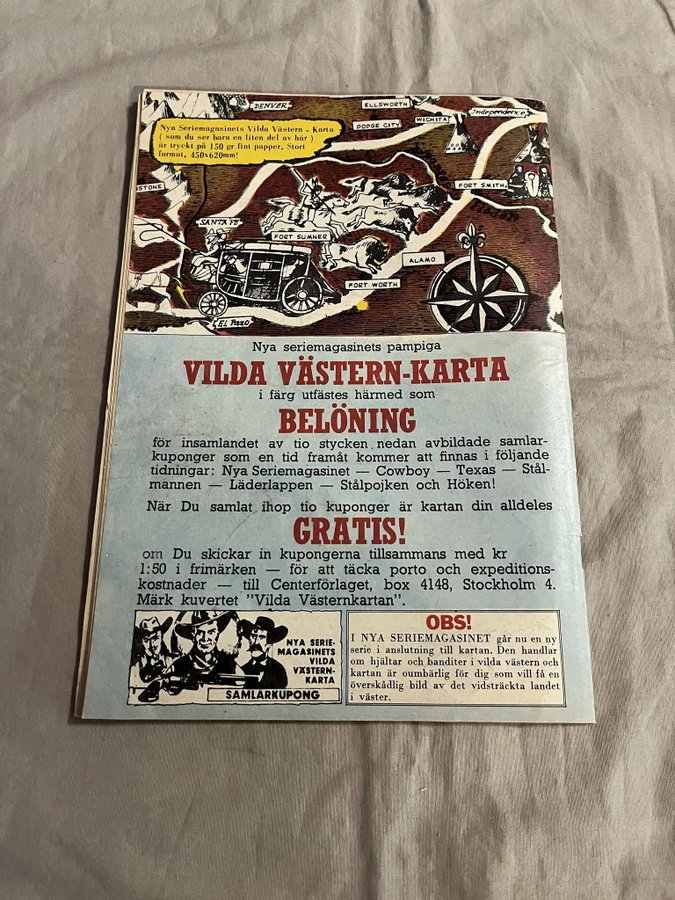 DENVER
ELLSWORTH
DODGE CITY
WICHITA
Independence
Nya Seriemagasinets Vilda Västern - Karta
( som du ser bara en liten del av här )
är tryckt på 150 gr fint papper, Stort
format, 450x620mm!
STONE
FORT SMITH
SANTA FE
FORT SUMNER
ALAMO
FORT WORTH
EL PASO
Nya seriemagasinets pampiga
VILDA VÄSTERN-KARTA
i färg utfästes härmed som
BELÖNING
för insamlandet av tio stycken nedan avbildade samlar-
kuponger som en tid framåt kommer att finnas i följande
tidningar: Nya Seriemagasinet — Cowboy — Texas — Stål-
mannen — Läderlappen — Stålpojken och Höken!
När Du samlat ihop tio kuponger är kartan din alldeles
GRATIS!
om Du skickar in kupongerna tillsammans med kr
1:50 i frimärken — för att täcka porto och expeditions-
kostnader — till Centerförlaget, box 4148, Stockholm 4.
Märk kuvertet "Vilda Västernkartan".
NYA SERIE-
MAGASINETS
VILDA
VÄSTERN-
KARTA
SAMLARKUPONG
OBS!
I NYA SERIEMAGASINET går nu en ny
serie i anslutning till kartan. Den handlar
om hjältar och banditer i vilda västern och
kartan är oumbärlig för dig som vill få en
överskådlig bild av det vidsträckta landet
i väster.